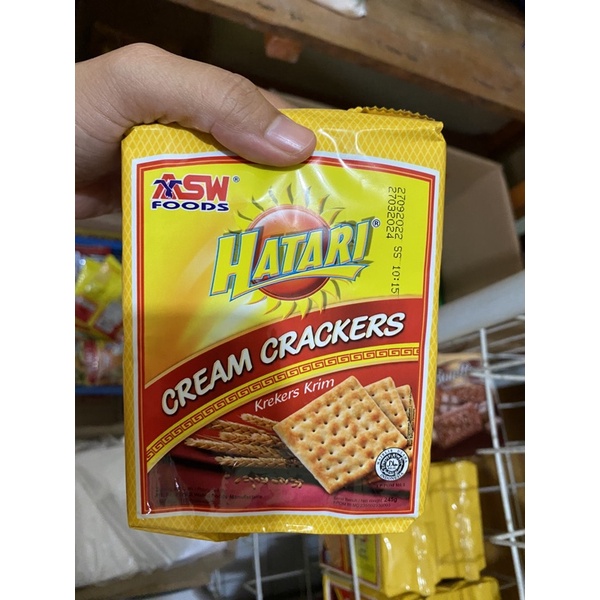 ASW®
FOODS
HATARI®
27092022 SS 10:15
27032024
CREAM CRACKERS
Krekers Krim